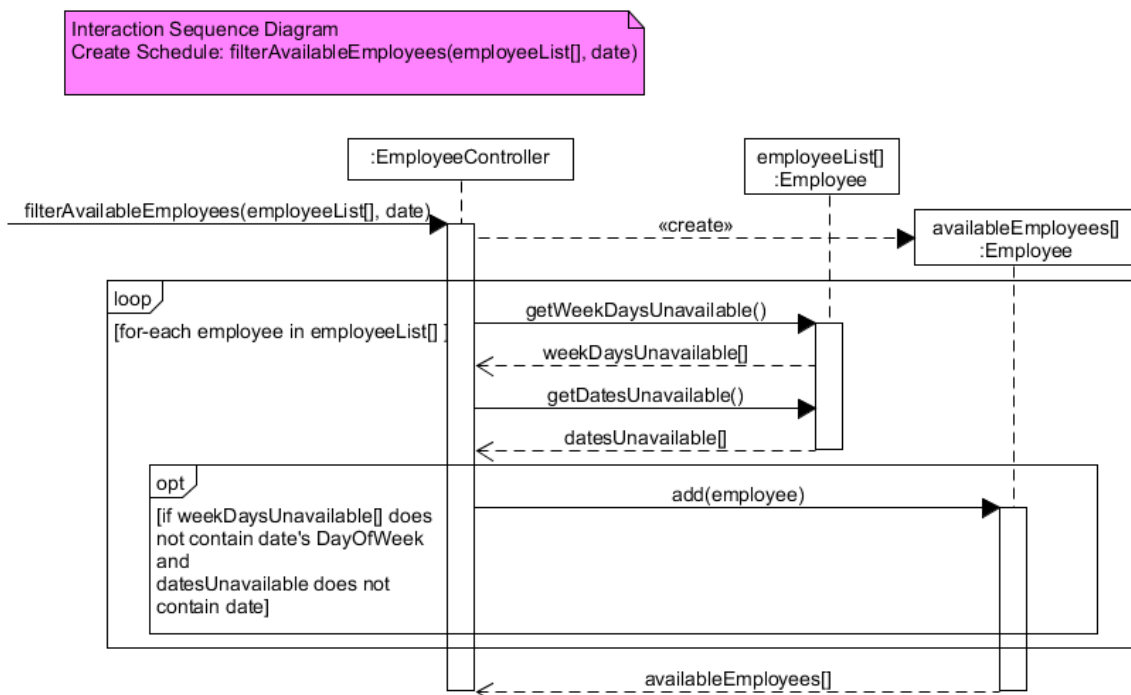 Interaction Sequence Diagram
Create Schedule: filterAvailableEmployees(employeeList[], date)
:EmployeeController
employeeList[]
:Employee
filterAvailableEmployees(employeeList[], date)
«create»
availableEmployees[]
:Employee
loop
[for-each employee in employeeList[] ]
getWeekDaysUnavailable()
weekDaysUnavailable[]
getDatesUnavailable()
datesUnavailable[]
opt
[if weekDaysUnavailable[] does
not contain date's DayOfWeek
and
datesUnavailable does not
contain date]
add(employee)
availableEmployees[]